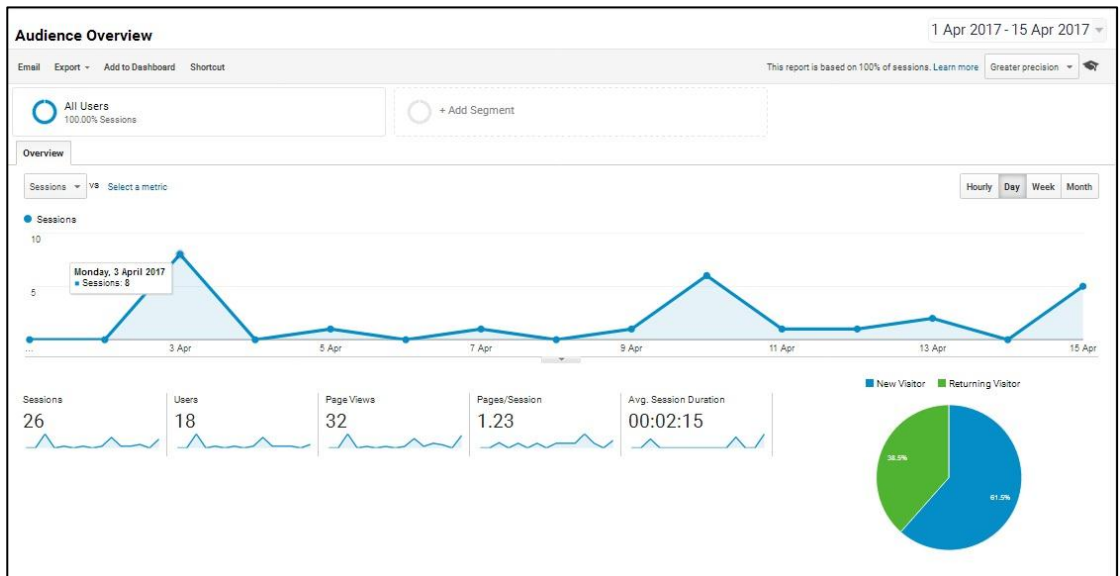 Audience Overview
1 Apr 2017 - 15 Apr 2017
Email Export Add to Dashboard Shortcut
This report is based on 100% of sessions. Learn more Greater precision
All Users
100.00% Sessions
+ Add Segment
Overview
Sessions VS Select a metric
Hourly Day Week Month
Sessions
10
5
Monday, 3 April 2017
Sessions: 8
... 3 Apr 5 Apr 7 Apr 9 Apr 11 Apr 13 Apr 15 Apr
New Visitor Returning Visitor
Sessions
26
Users
18
Page Views
32
Pages/Session
1.23
Avg. Session Duration
00:02:15
38.5%
61.5%